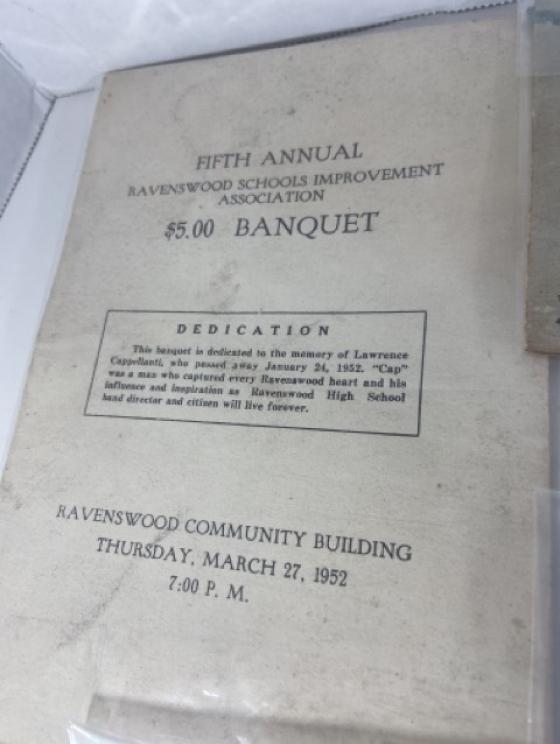 FIFTH ANNUAL
RAVENSWOOD SCHOOLS IMPROVEMENT
ASSOCIATION
$5.00 BANQUET
DEDICATION
This banquet is dedicated to the memory of Lawrence
Cappellanti, who passed away January 24, 1952. "Cap"
was a man who captured every Ravenswood heart and his
influence and inspiration as Ravenswood High School
band director and citizen will live forever.
RAVENSWOOD COMMUNITY BUILDING
THURSDAY, MARCH 27, 1952
7:00 P. M.